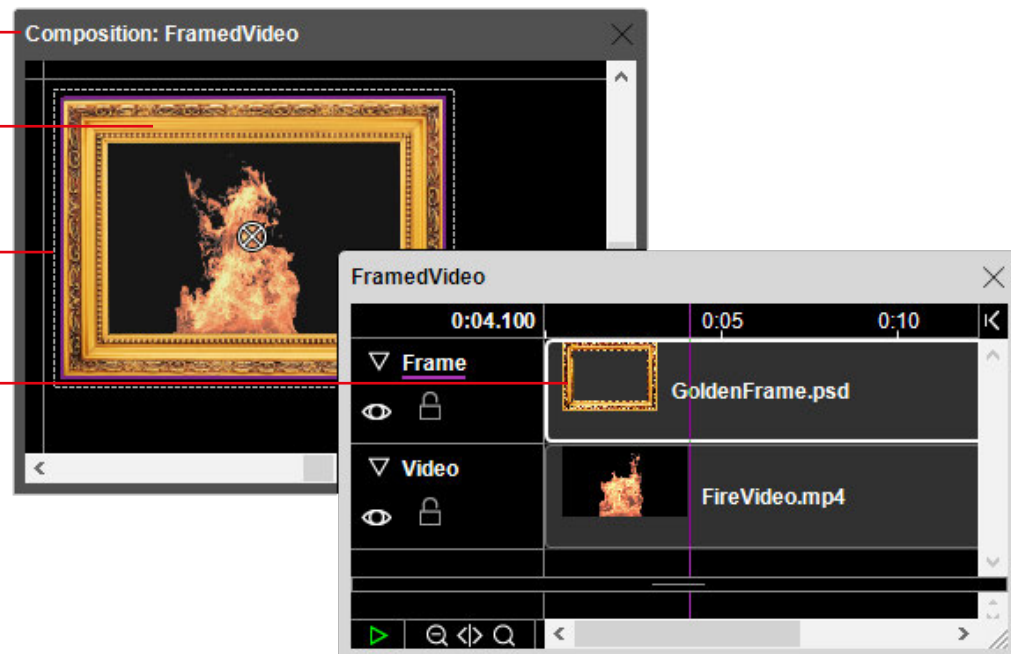 Composition: FramedVideo
FramedVideo
0:04.100 0:05 0:10
Frame
GoldenFrame.psd
Video
FireVideo.mp4